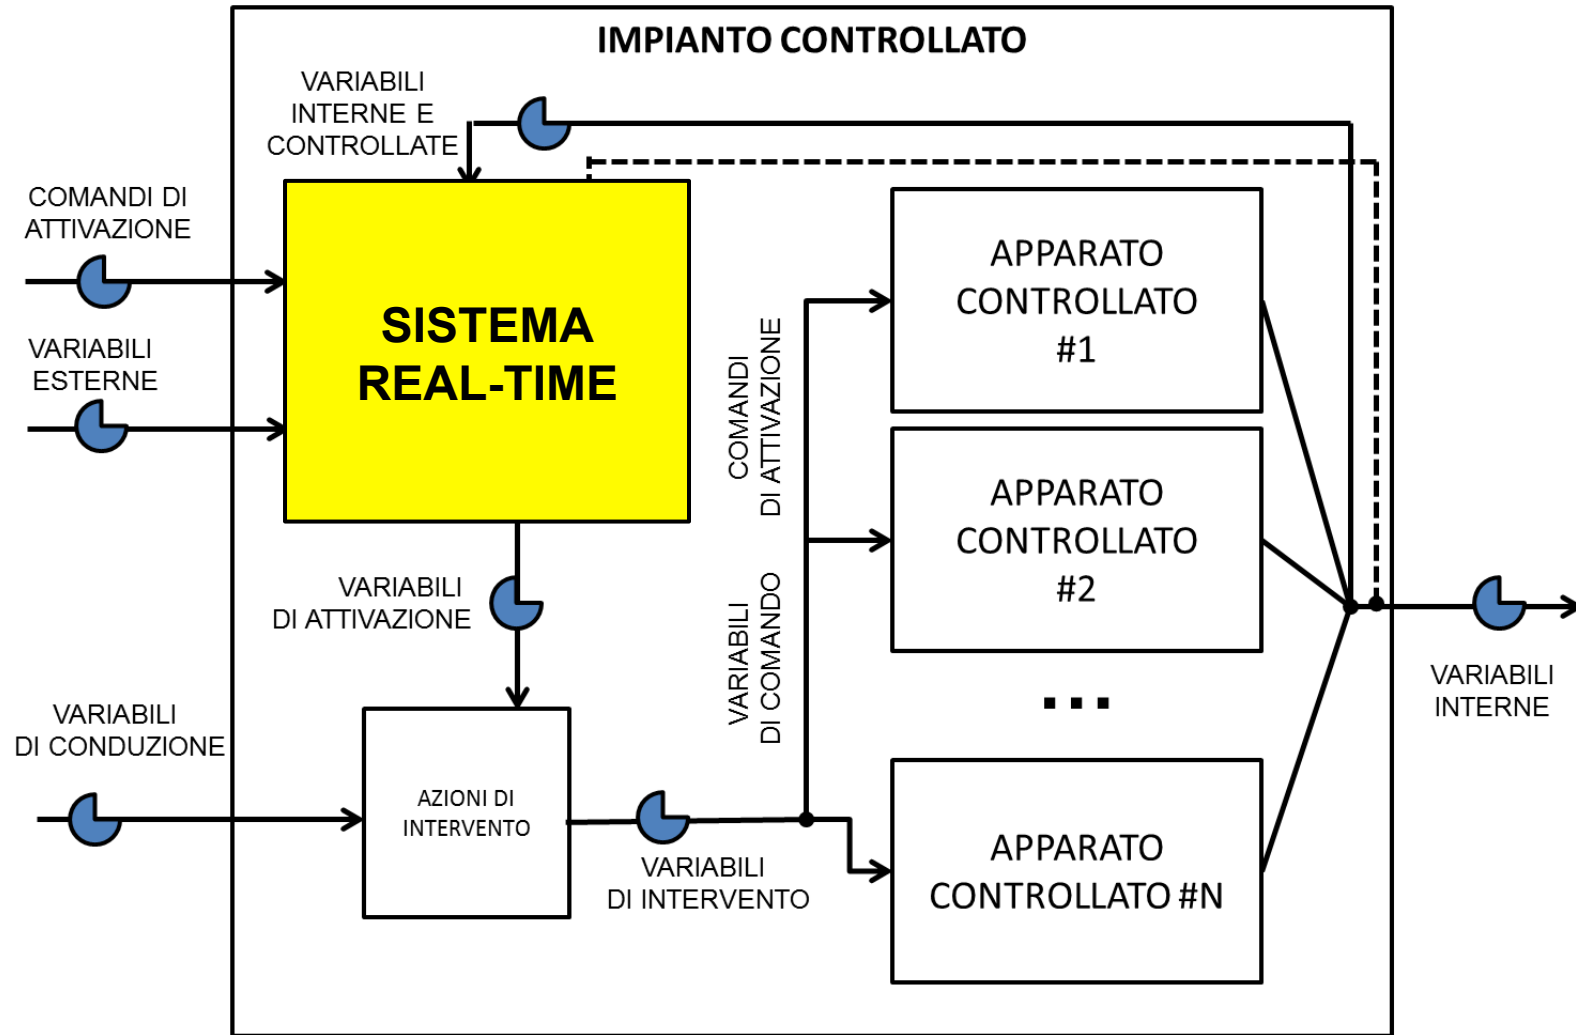 IMPIANTO CONTROLLATO
VARIABILI
INTERNE E
CONTROLLATE
COMANDI DI
ATTIVAZIONE
VARIABILI
ESTERNE
SISTEMA
REAL-TIME
APPARATO
CONTROLLATO
#1
COMANDI
DI ATTIVAZIONE
APPARATO
CONTROLLATO
#2
VARIABILI
DI ATTIVAZIONE
VARIABILI
DI COMANDO
...
VARIABILI
INTERNE
VARIABILI
DI CONDUZIONE
AZIONI DI
INTERVENTO
VARIABILI
DI INTERVENTO
APPARATO
CONTROLLATO #N